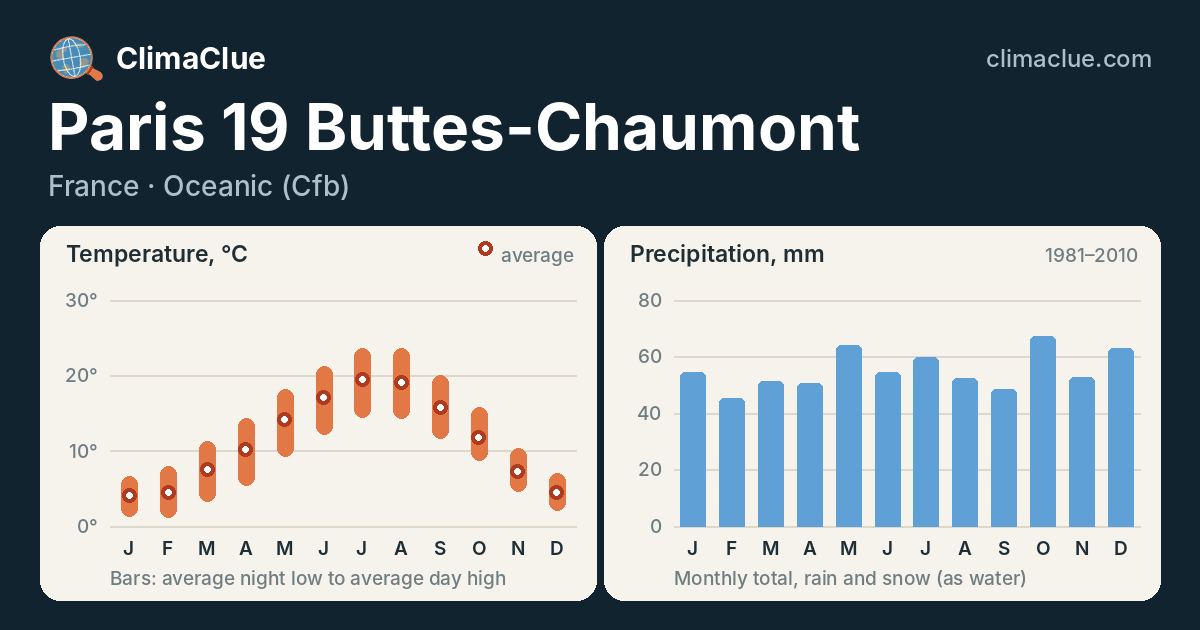 ClimaClue
climaclue.com
Paris 19 Buttes-Chaumont
France · Oceanic (Cfb)
Temperature, °C
average
30°
20°
10°
0°
J F M A M J J A S O N D
Bars: average night low to average day high
Precipitation, mm
1981–2010
80
60
40
20
0
J F M A M J J A S O N D
Monthly total, rain and snow (as water)